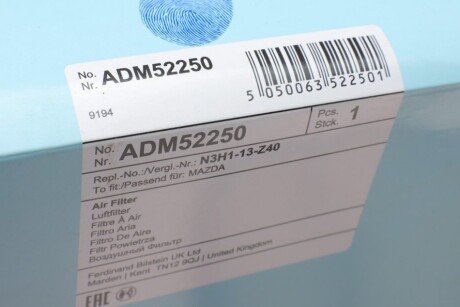 No. ADM52250
Nr.
9194
5 050063 522501
No. ADM52250
Nr.
Pcs. 1
Stck.
Repl.-No./Vergl.-Nr.: N3H1-13-Z40
To fit:/Passend für: MAZDA
Air Filter
Luftfilter
Filtre À Air
Filtro Aria
Filtro De Aire
Filtr Powietrza
Воздушный Фильтр
Ferdinand Bilstein UK Ltd
Marden | Kent TN12 9QJ | United Kingdom
EAC